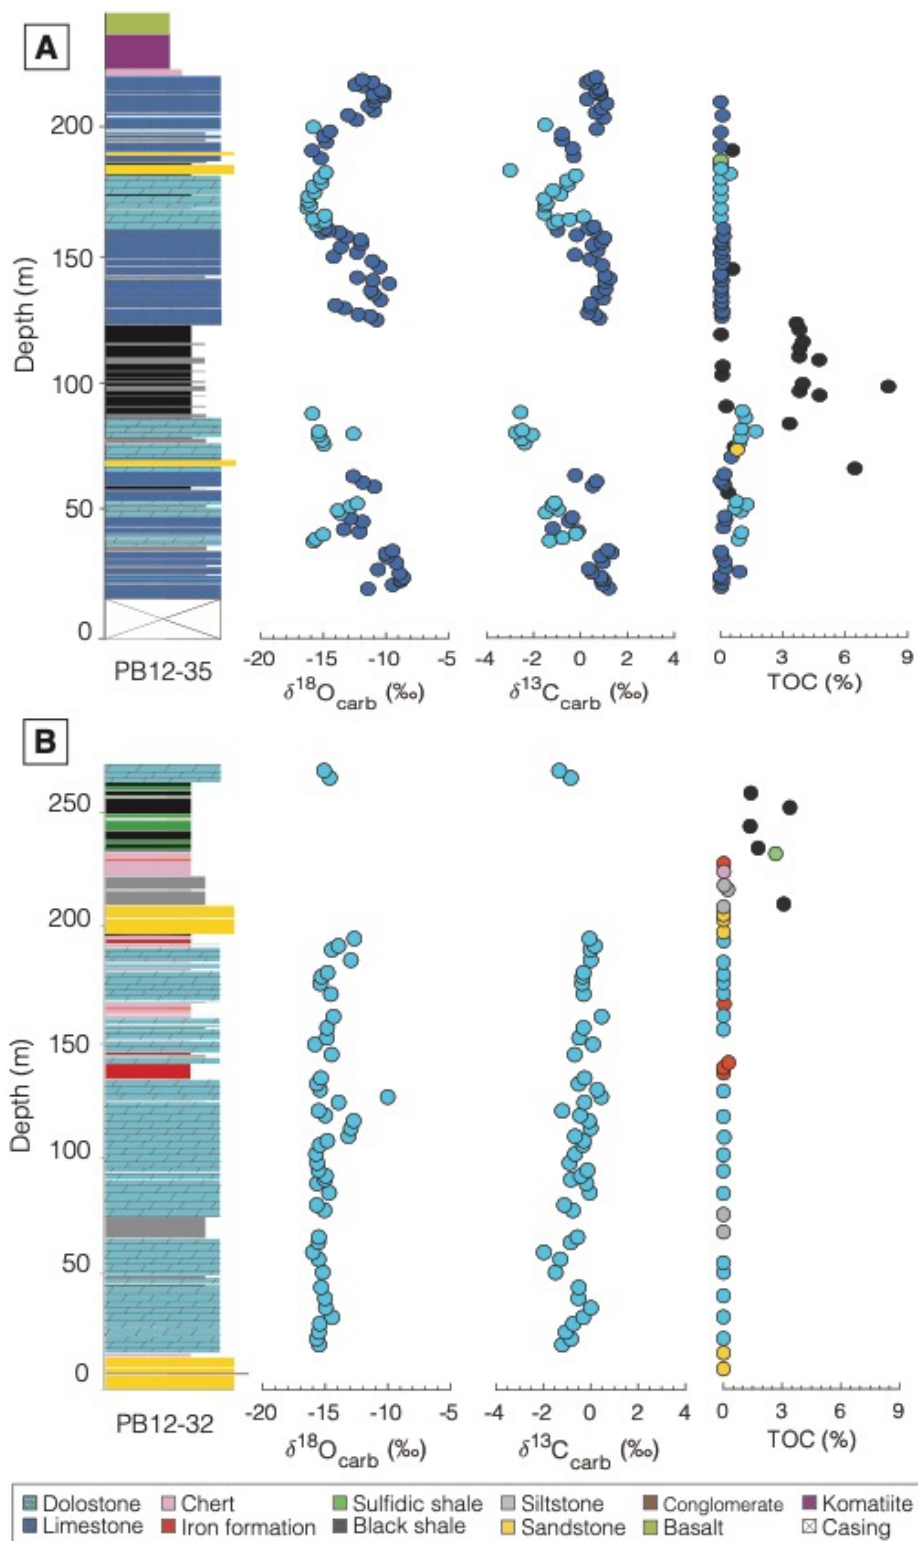 A
200
150
100
50
0
Depth (m)
PB12-35
-20 -15 -10 -5
δ18Ocarb (‰)
-4 -2 0 2 4
δ13Ccarb (‰)
0 3 6 9
TOC (%)
B
250
200
150
100
50
0
Depth (m)
PB12-32
-20 -15 -10 -5
δ18Ocarb (‰)
-4 -2 0 2 4
δ13Ccarb (‰)
0 3 6 9
TOC (%)
Dolostone Chert Sulfidic shale Siltstone Conglomerate Komatiite
Limestone Iron formation Black shale Sandstone Basalt Casing